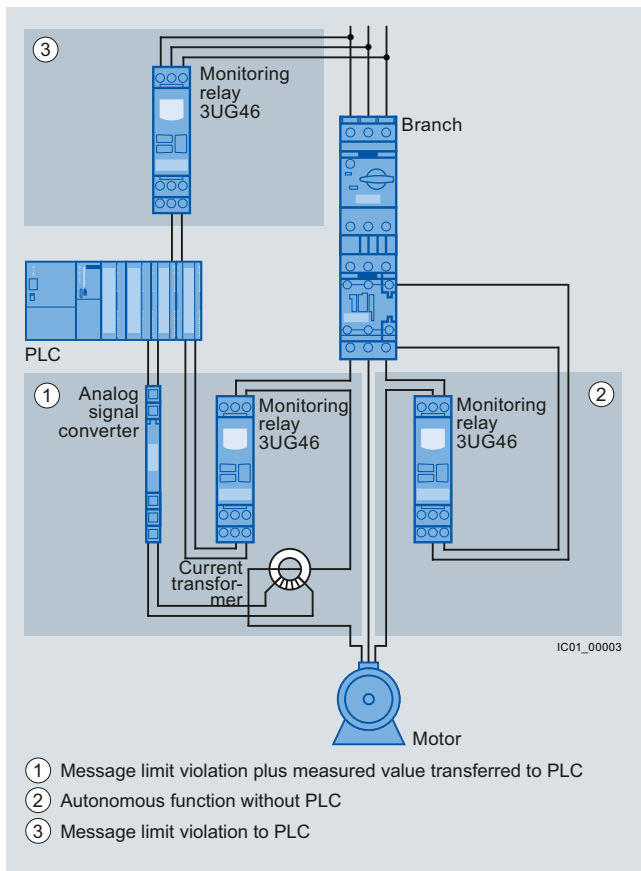 3
Monitoring
relay
3UG46
Branch
PLC
1
Analog
signal
converter
Monitoring
relay
3UG46
Current
transfor-
mer
Monitoring
relay
3UG46
2
IC01_00003
Motor
1 Message limit violation plus measured value transferred to PLC
2 Autonomous function without PLC
3 Message limit violation to PLC